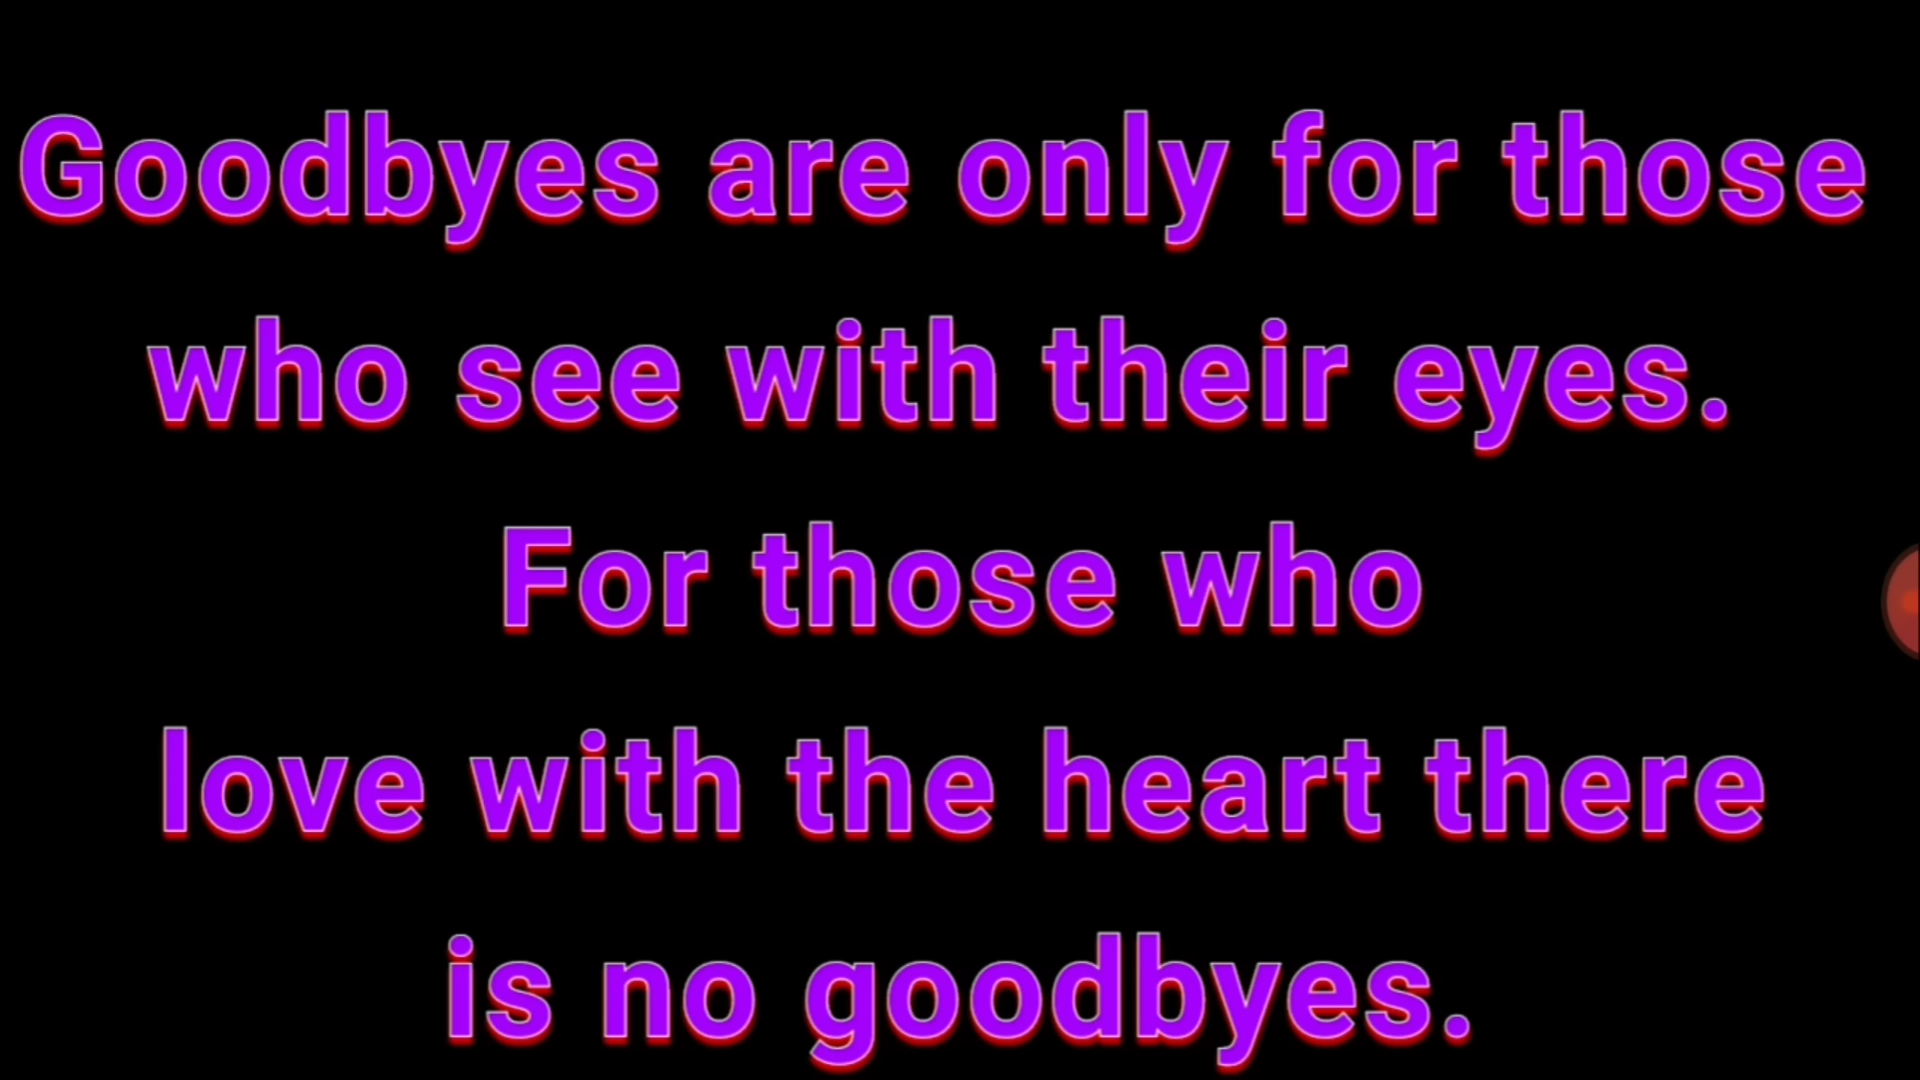 Goodbyes are only for those
who see with their eyes.
For those who
love with the heart there
is no goodbyes.